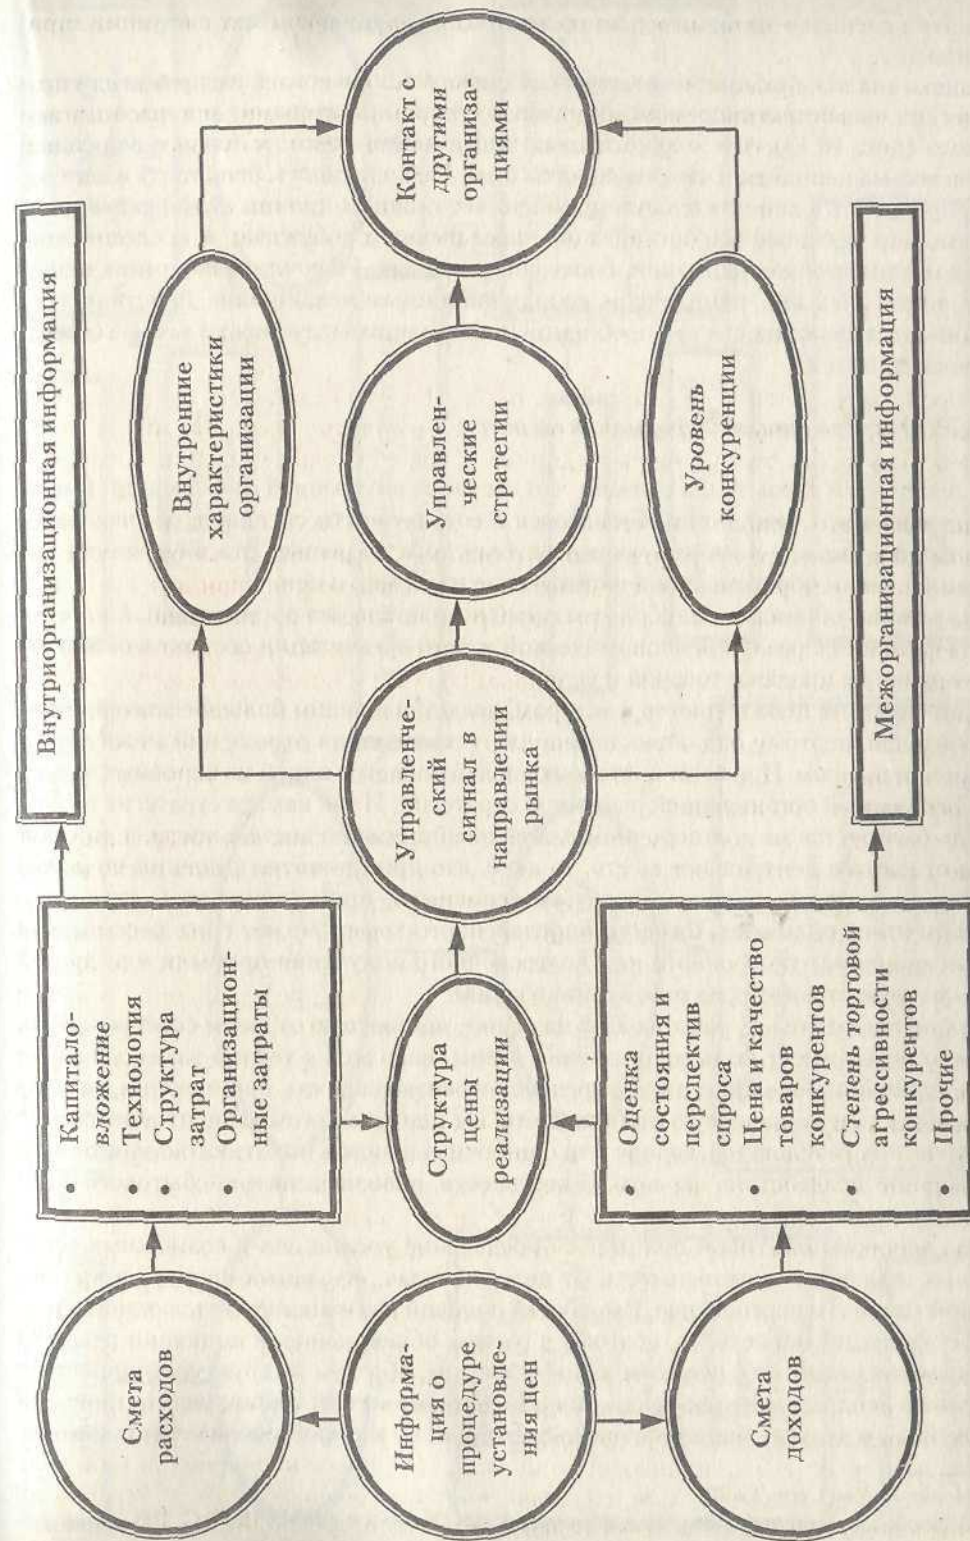 Смета
расходов
Информа-
ция о
процедуре
установле-
нияцен
Смета
доходов
• Капитало-
вложение
• Технология
• Структура
затрат
• Организацион-
ные затраты
Структура
цены
реализации
• Оценка
состояния и
перспектив
спроса
• Цена и качество
товаров
конкурентов
• Степень торговой
агрессивности
конкурентов
• Прочие
Внутриорганизационная информация
Внутренние
характеристики
организации
Управленче-
ский
сигнал в
направлении
рынка
Управлен-
ческие
стратегии
Контакт с
другими
организа-
циями
Уровень
конкуренции
Межорганизационная информация